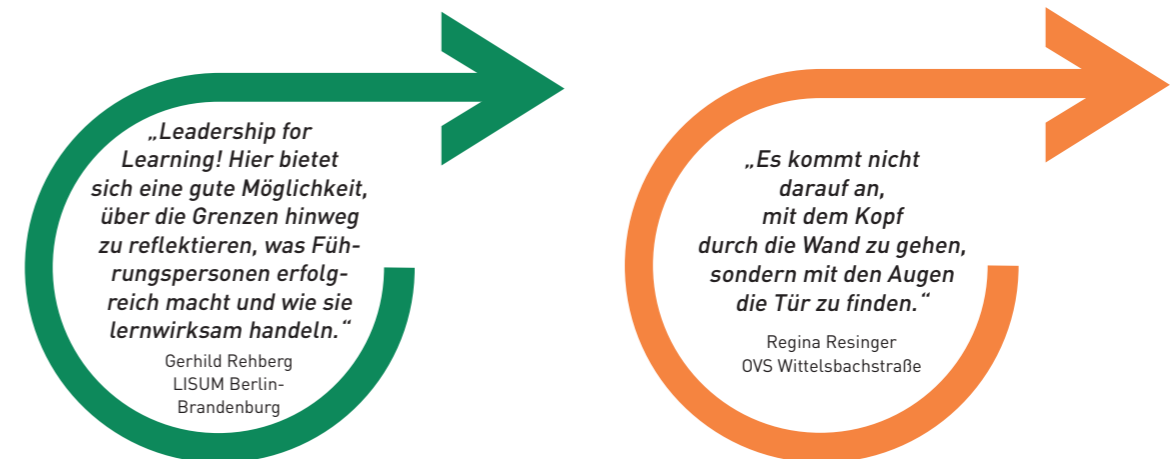 „Leadership for
Learning! Hier bietet
sich eine gute Möglichkeit,
über die Grenzen hinweg
zu reflektieren, was Füh-
rungspersonen erfolg-
reich macht und wie sie
lernwirksam handeln.“
Gerhild Rehberg
LISUM Berlin-
Brandenburg
„Es kommt nicht
darauf an,
mit dem Kopf
durch die Wand zu gehen,
sondern mit den Augen
die Tür zu finden.“
Regina Resinger
OVS Wittelsbachstraße